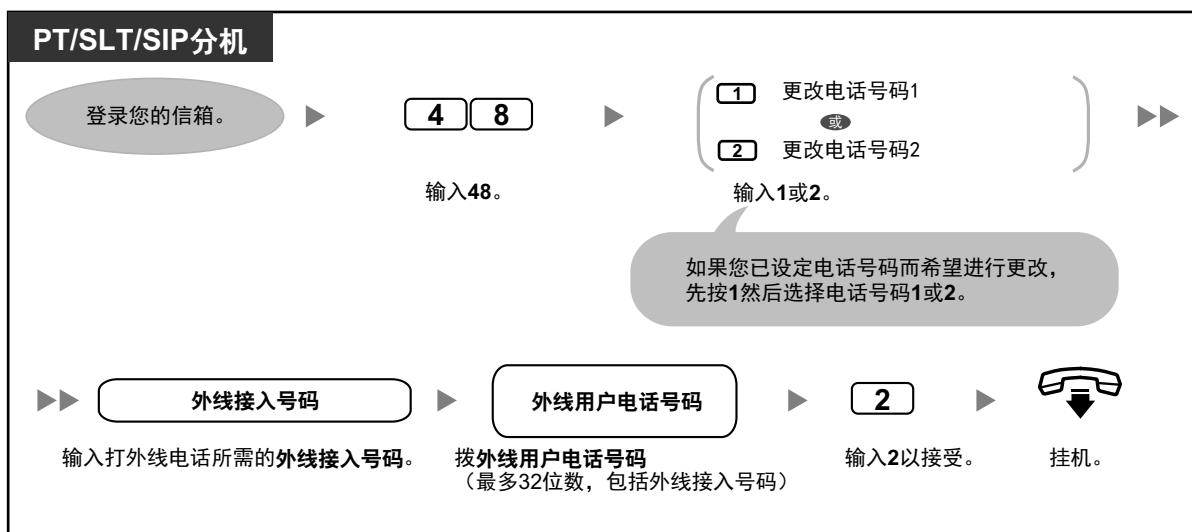 PT/SLT/SIP分机
登录您的信箱。
4 8
1 更改电话号码1
或
2 更改电话号码2
输入48。
输入1或2。
如果您已设定电话号码而希望进行更改，
先按1然后选择电话号码1或2。
外线接入号码
外线用户电话号码
2
输入打外线电话所需的外线接入号码。
拨外线用户电话号码
（最多32位数，包括外线接入号码）
输入2以接受。
挂机。